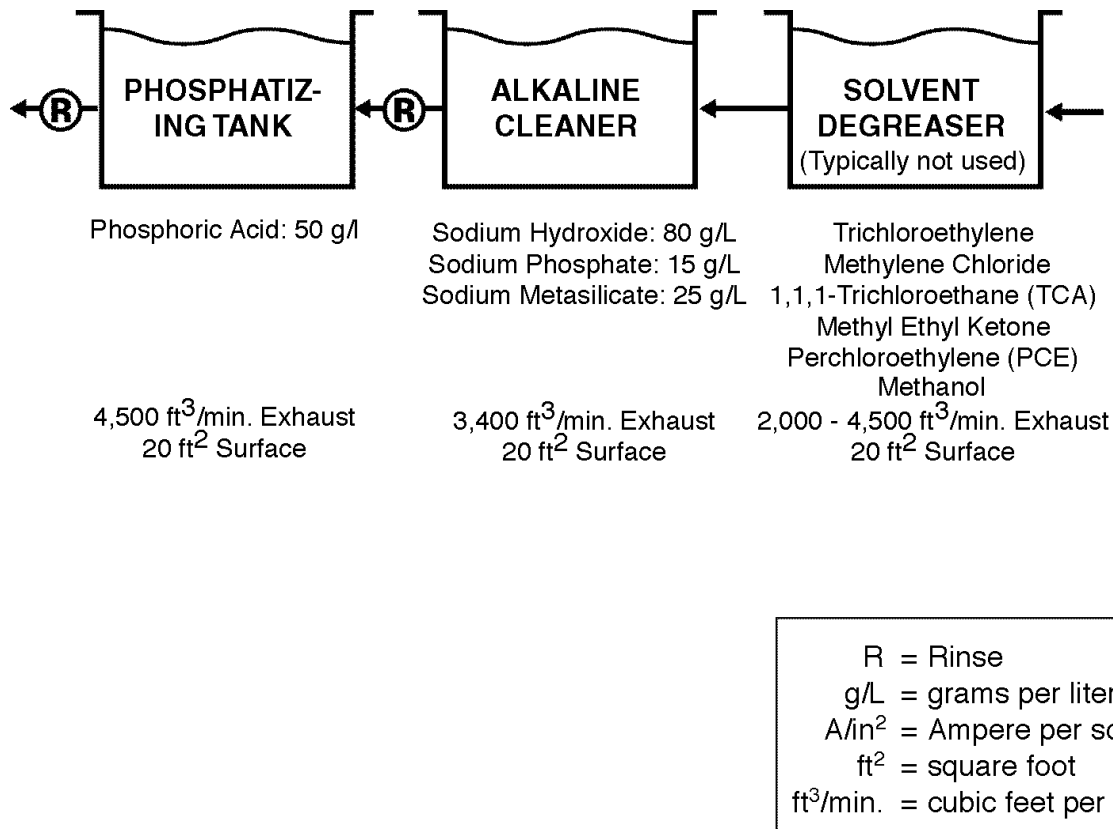 R
PHOSPHATIZ-
ING TANK
R
ALKALINE
CLEANER
SOLVENT
DEGREASER
(Typically not used)
Phosphoric Acid: 50 g/l
4,500 ft³/min. Exhaust
20 ft² Surface
Sodium Hydroxide: 80 g/L
Sodium Phosphate: 15 g/L
Sodium Metasilicate: 25 g/L
3,400 ft³/min. Exhaust
20 ft² Surface
Trichloroethylene
Methylene Chloride
1,1,1-Trichloroethane (TCA)
Methyl Ethyl Ketone
Perchloroethylene (PCE)
Methanol
2,000 - 4,500 ft³/min. Exhaust
20 ft² Surface
R = Rinse
g/L = grams per liter
A/in² = Ampere per
ft² = square foot
ft³/min. = cubic feet per